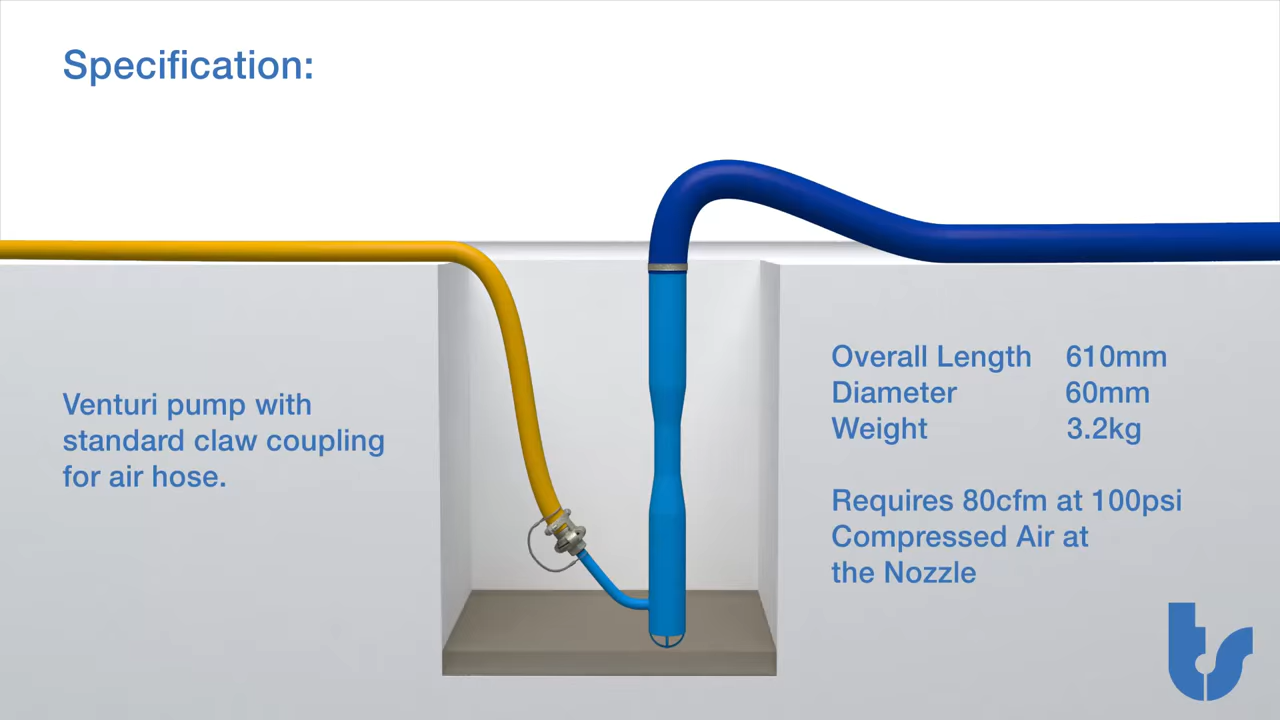 Specification:
Venturi pump with
standard claw coupling
for air hose.
Overall Length 610mm
Diameter 60mm
Weight 3.2kg
Requires 80cfm at 100psi
Compressed Air at
the Nozzle